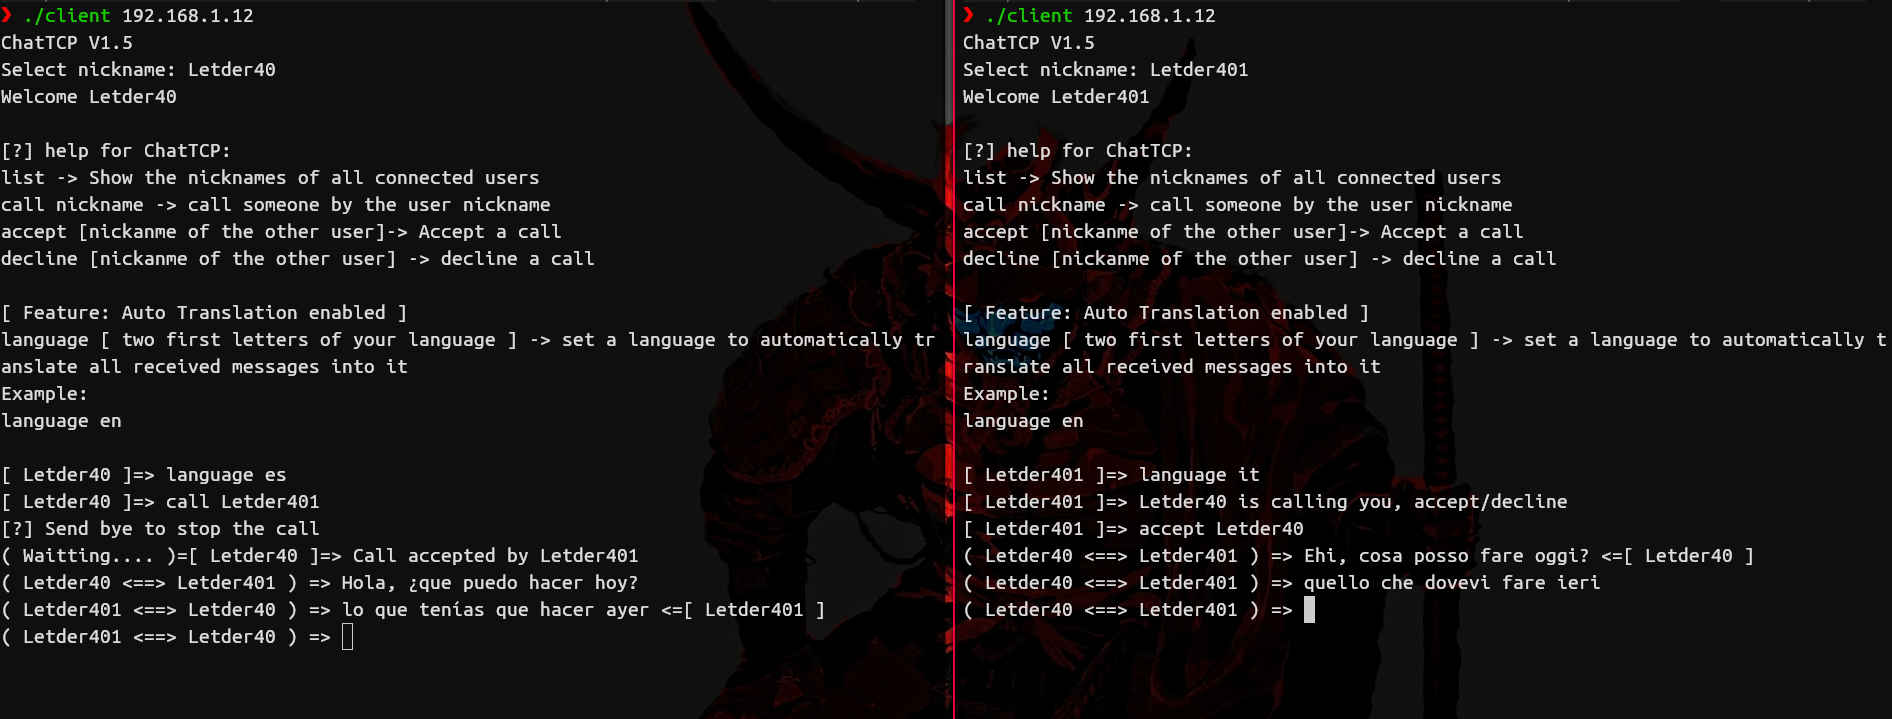 ❯ ./client 192.168.1.12
ChatTCP V1.5
Select nickname: Letder40
Welcome Letder40
[?] help for ChatTCP:
list -> Show the nicknames of all connected users
call nickname -> call someone by the user nickname
accept [nickanme of the other user]-> Accept a call
decline [nickanme of the other user] -> decline a call
[ Feature: Auto Translation enabled ]
language [ two first letters of your language ] -> set a language to automatically tr
anslate all received messages into it
Example:
language en
[ Letder40 ]=> language es
[ Letder40 ]=> call Letder401
[?] Send bye to stop the call
( Waitting.... )=[ Letder40 ]=> Call accepted by Letder401
( Letder40 <==> Letder401 ) => Hola, ¿que puedo hacer hoy?
( Letder401 <==> Letder40 ) => lo que tenías que hacer ayer <=[ Letder401 ]
( Letder401 <==> Letder40 ) =>
❯ ./client 192.168.1.12
ChatTCP V1.5
Select nickname: Letder401
Welcome Letder401
[?] help for ChatTCP:
list -> Show the nicknames of all connected users
call nickname -> call someone by the user nickname
accept [nickanme of the other user]-> Accept a call
decline [nickanme of the other user] -> decline a call
[ Feature: Auto Translation enabled ]
language [ two first letters of your language ] -> set a language to automatically t
ranslate all received messages into it
Example:
language en
[ Letder401 ]=> language it
[ Letder401 ]=> Letder40 is calling you, accept/decline
[ Letder401 ]=> accept Letder40
( Letder40 <==> Letder401 ) => Ehi, cosa posso fare oggi? <=[ Letder40 ]
( Letder40 <==> Letder401 ) => quello che dovevi fare ieri
( Letder40 <==> Letder401 ) =>